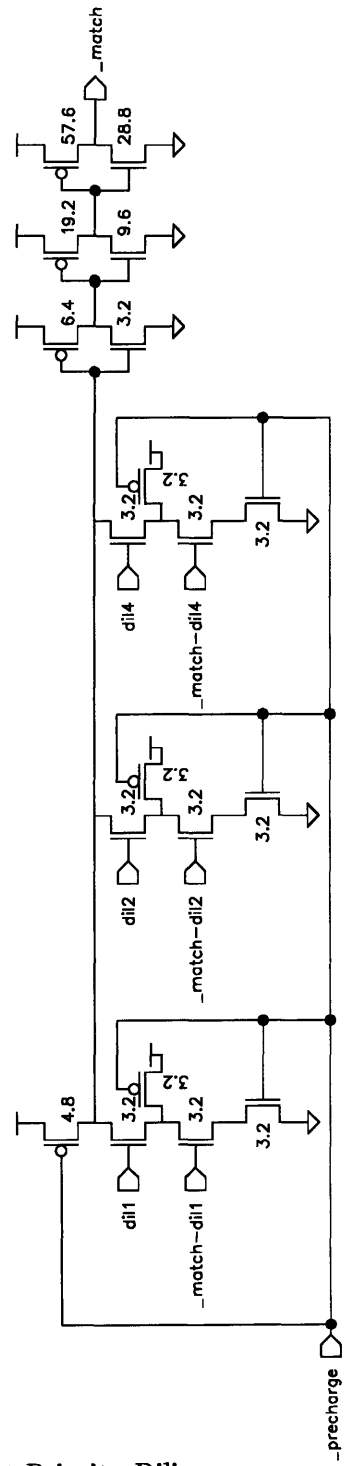 4.8
6.4
19.2
57.6
_match
3.2
9.6
28.8
dil1
3.2
3.2
_match-dil1
3.2
3.2
dil2
3.2
3.2
_match-dil2
3.2
3.2
dil4
3.2
3.2
_match-dil4
3.2
3.2
_precharge